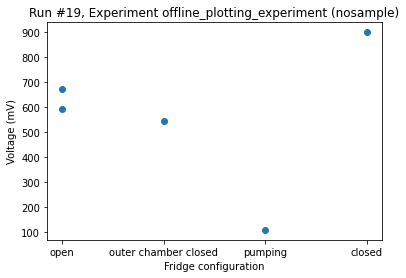 Run #19, Experiment offline_plotting_experiment (nosample)
900
800
700
600
500
400
300
200
100
Voltage (mV)
open outer chamber closed pumping closed
Fridge configuration